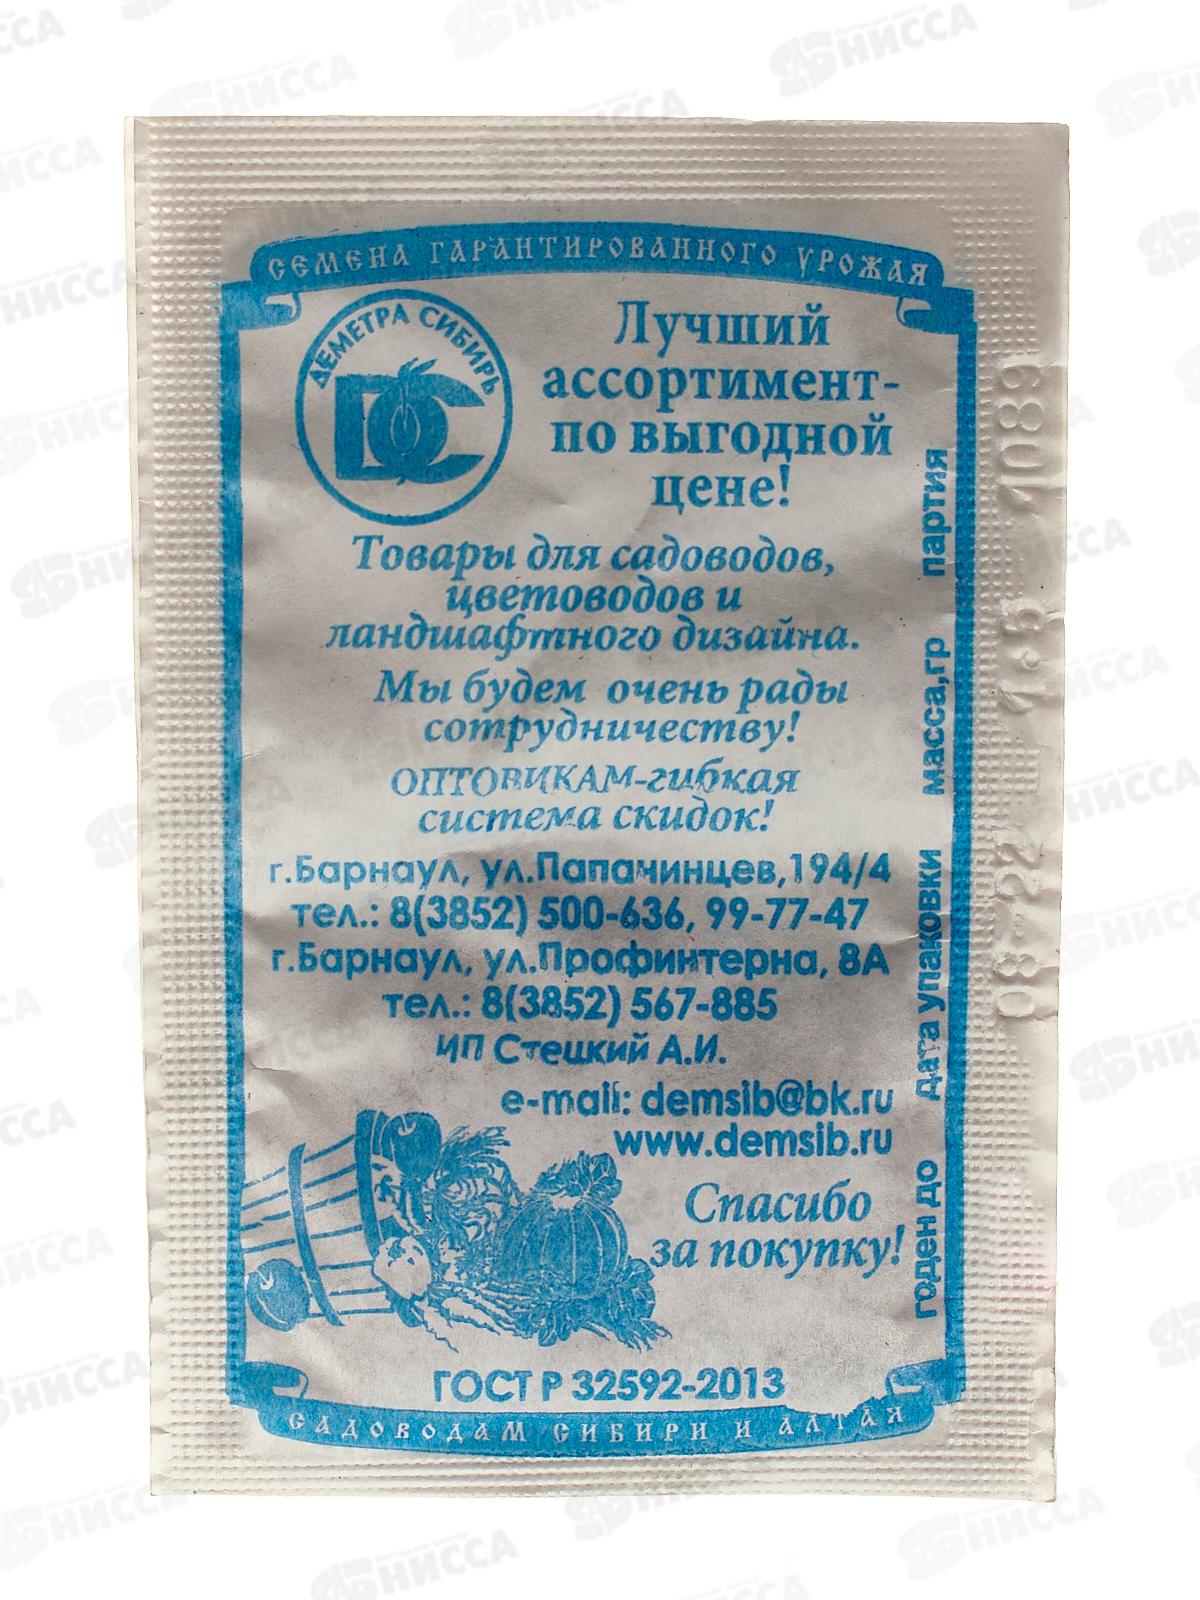 СЕМЕНА ГАРАНТИРОВАННОГО УРОЖАЯ
ДЕМЕТРА СИБИРЬ
ДС
Лучший
ассортимент-
по выгодной
цене!
Товары для садоводов,
цветоводов и
ландшафтного дизайна.
Мы будем очень рады
сотрудничеству!
ОПТОВИКАМ-гибкая
система скидок!
г.Барнаул, ул.Папанинцев,194/4
тел.: 8(3852) 500-636, 99-77-47
г.Барнаул, ул.Профинтерна, 8А
тел.: 8(3852) 567-885
ИП Стецкий А.И.
e-mail: demsib@bk.ru
www.demsib.ru
Спасибо
за покупку!
ГОСТ Р 32592-2013
САДОВОДАМ СИБИРИ И АЛТАЯ
годен до дата упаковки масса,гр партия
08-22 1.5 1089
АБНИССА